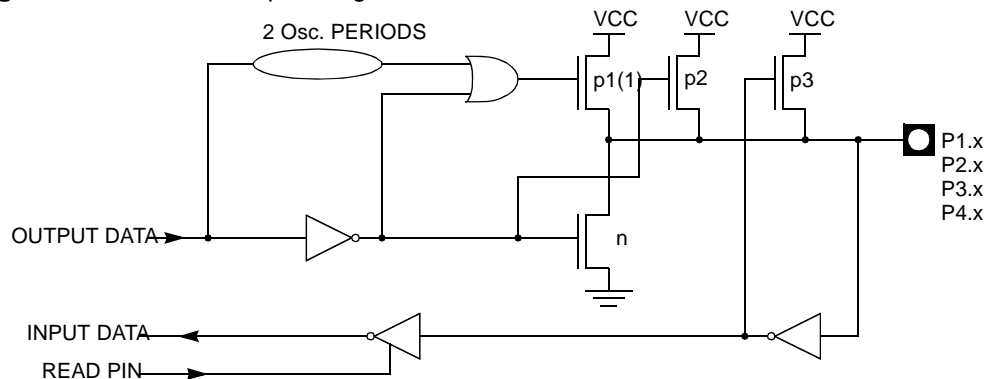 2 Osc. PERIODS
VCC
VCC
VCC
p1(1)
p2
p3
P1.x
P2.x
P3.x
P4.x
OUTPUT DATA
n
INPUT DATA
READ PIN